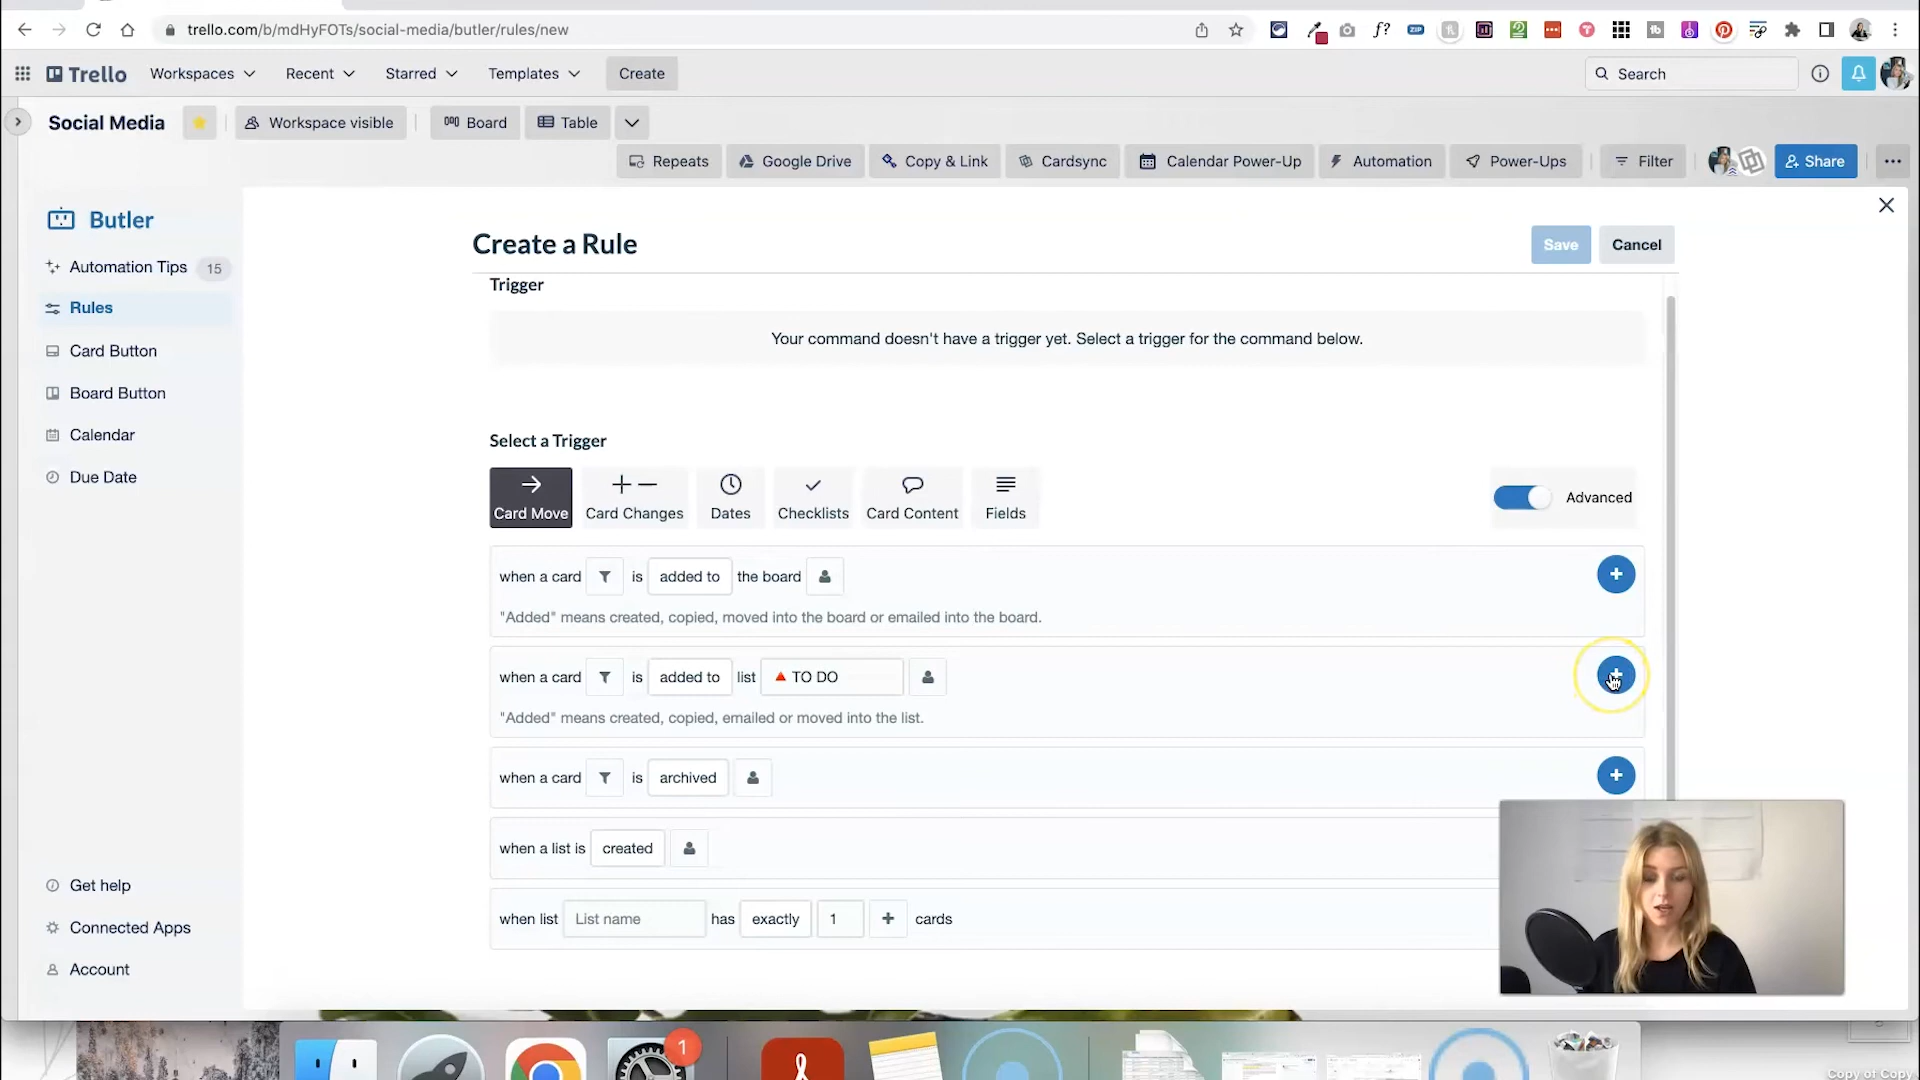 trello.com/b/mdHyFOTs/social-media/butler/rules/new
f?
ZIP
Trello Workspaces Recent Starred Templates Create Search
Social Media Workspace visible Board Table
Repeats Google Drive Copy & Link Cardsync Calendar Power-Up Automation Power-Ups Filter Share
Butler
Automation Tips 15
Rules
Card Button
Board Button
Calendar
Due Date
Get help
Connected Apps
Account
Create a Rule
Save Cancel
Trigger
Your command doesn't have a trigger yet. Select a trigger for the command below.
Select a Trigger
Card Move Card Changes Dates Checklists Card Content Fields Advanced
when a card is added to the board
"Added" means created, copied, moved into the board or emailed into the board.
when a card is added to list 🔺 TO DO
"Added" means created, copied, emailed or moved into the list.
when a card is archived
when a list is created
when list List name has exactly 1 cards
1
Copy of Copy